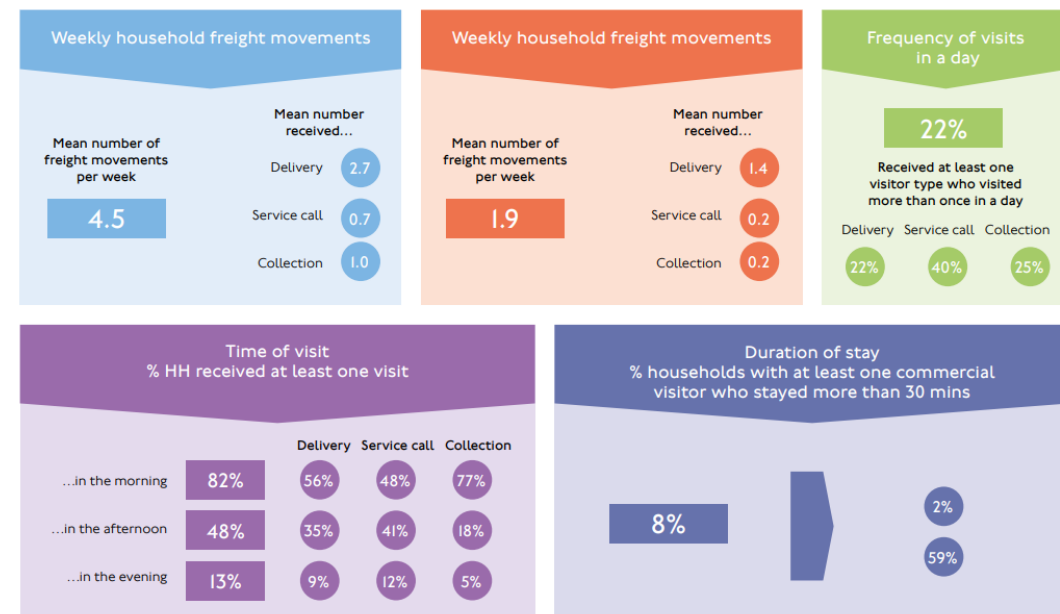 Weekly household freight movements
Mean number of
freight movements
per week
4.5
Mean number
received...
Delivery 2.7
Service call 0.7
Collection 1.0
Weekly household freight movements
Mean number of
freight movements
per week
1.9
Mean number
received...
Delivery 1.4
Service call 0.2
Collection 0.2
Frequency of visits
in a day
22%
Received at least one
visitor type who visited
more than once in a day
Delivery Service call Collection
22% 40% 25%
Time of visit
% HH received at least one visit
Delivery Service call Collection
...in the morning 82% 56% 48% 77%
...in the afternoon 48% 35% 41% 18%
...in the evening 13% 9% 12% 5%
Duration of stay
% households with at least one commercial
visitor who stayed more than 30 mins
8%
2%
59%